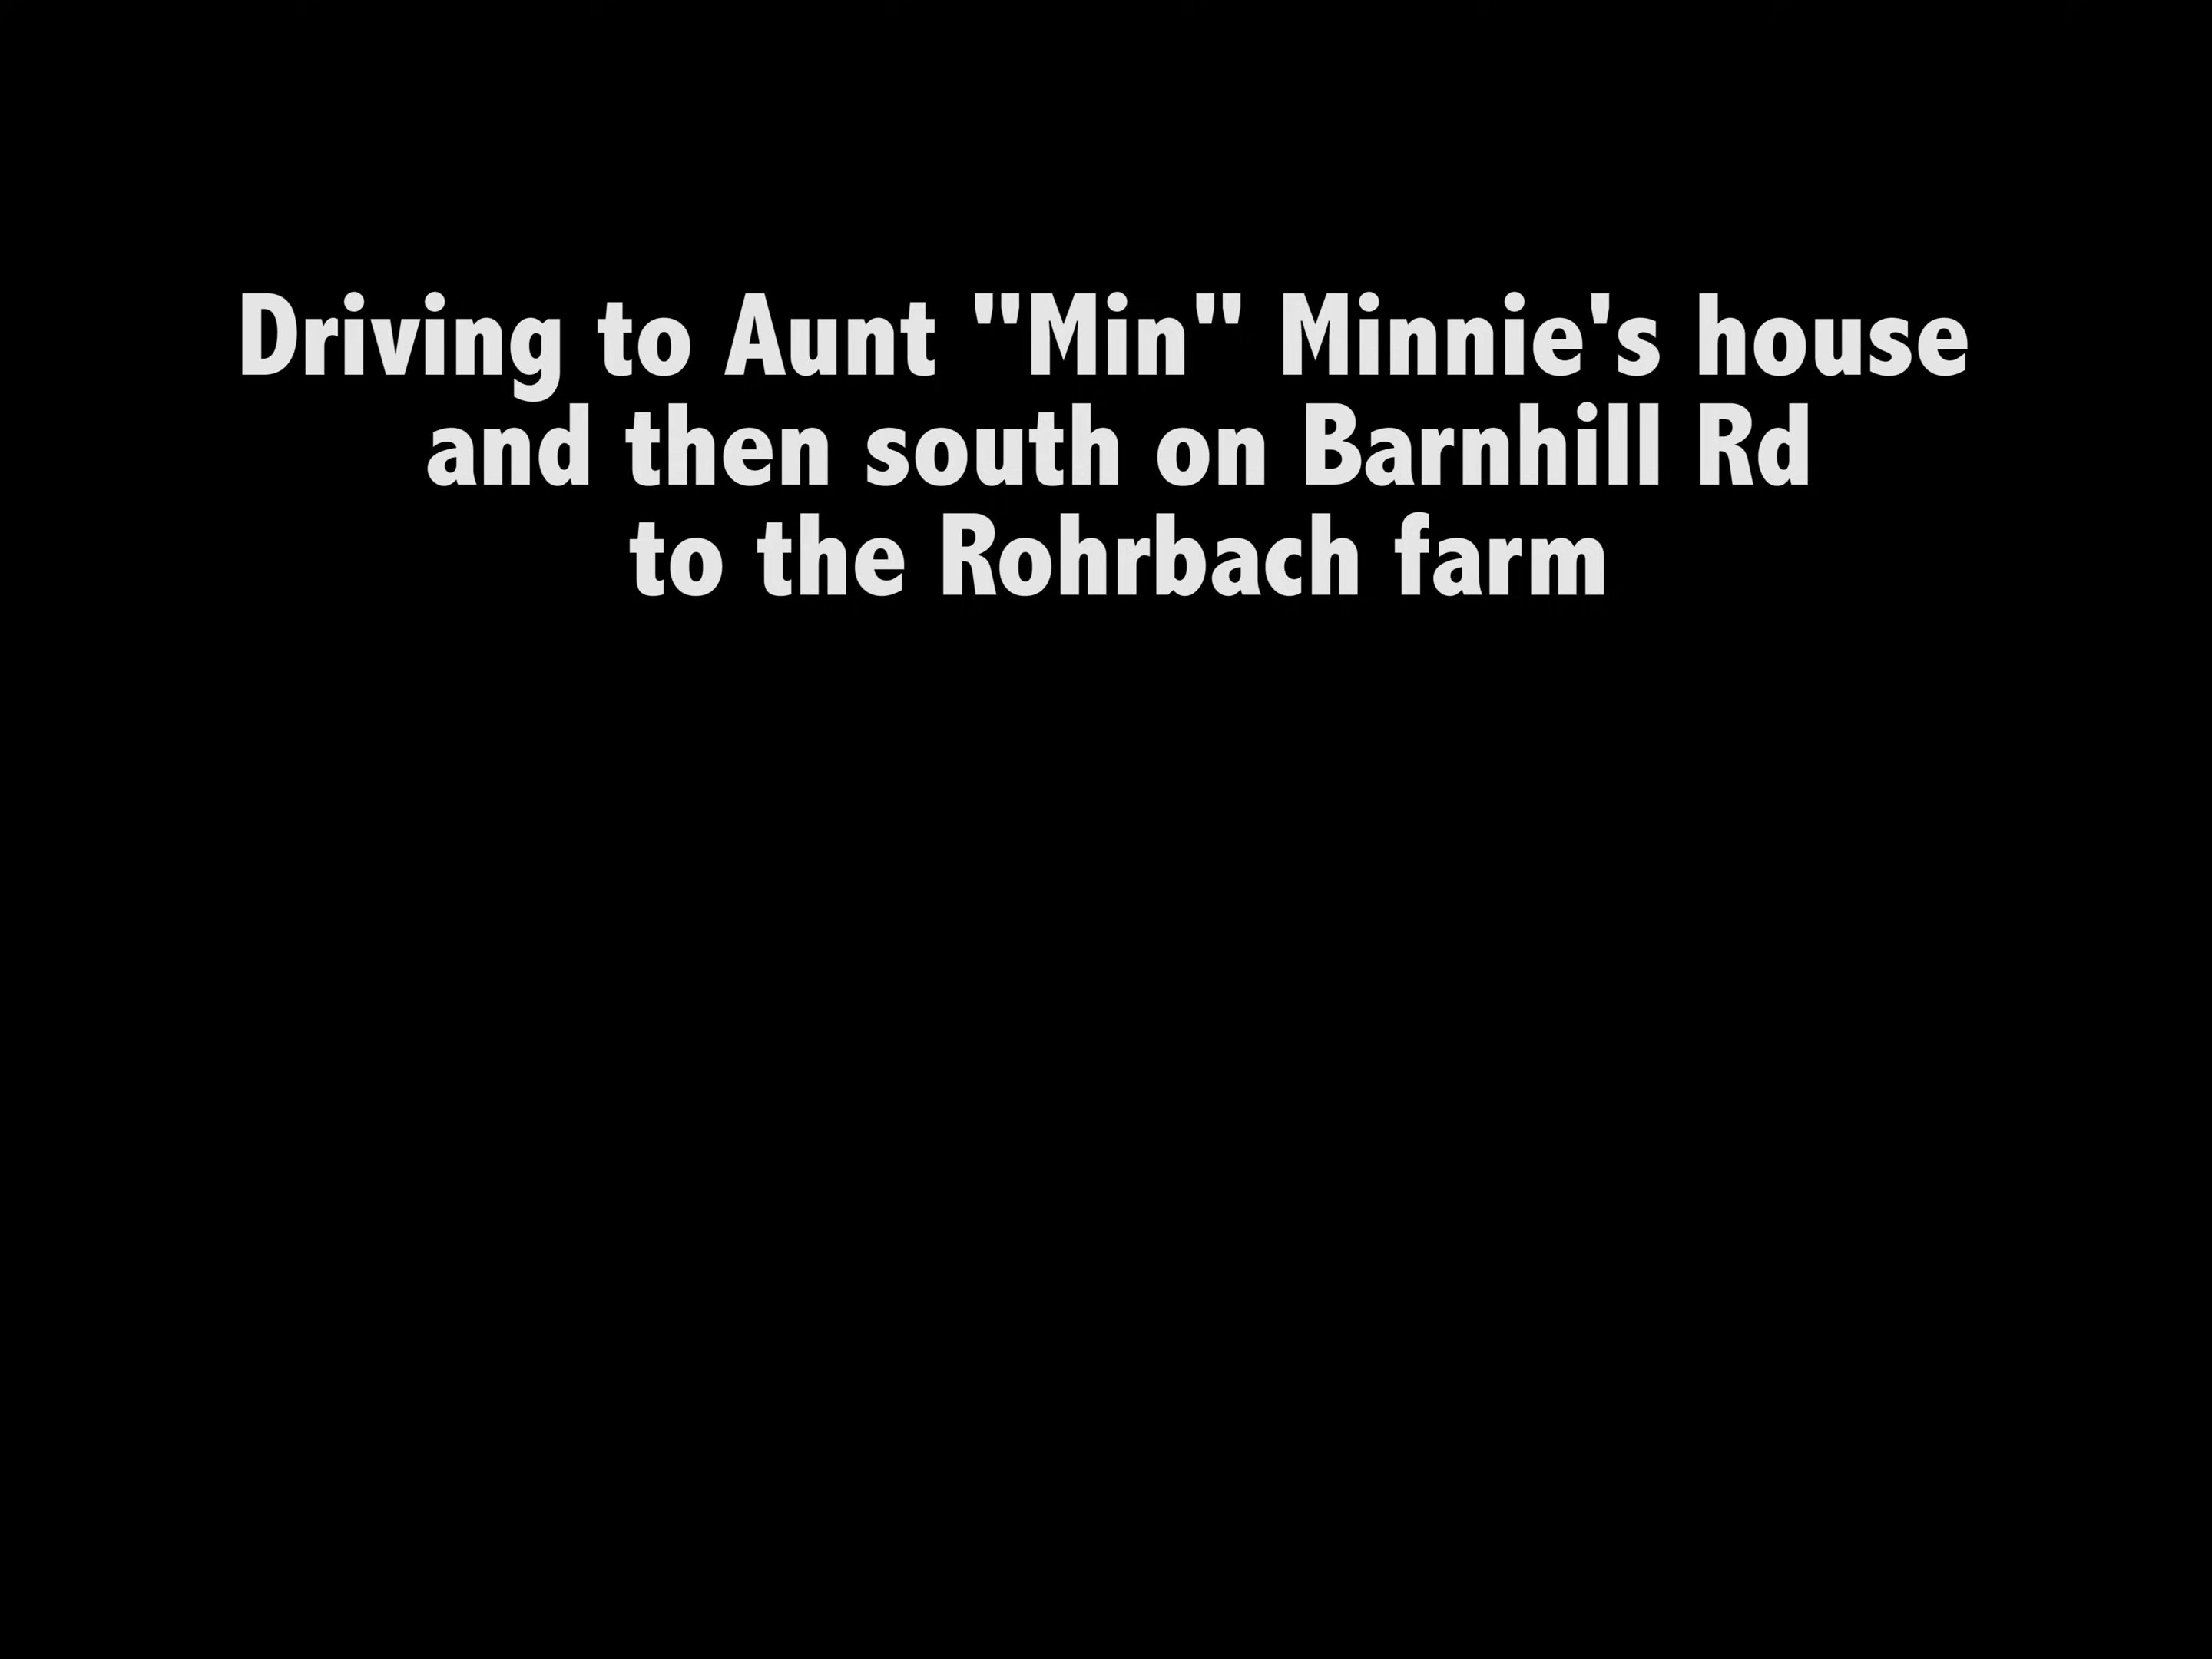 Driving to Aunt "Min" Minnie's house
and then south on Barnhill Rd
to the Rohrbach farm